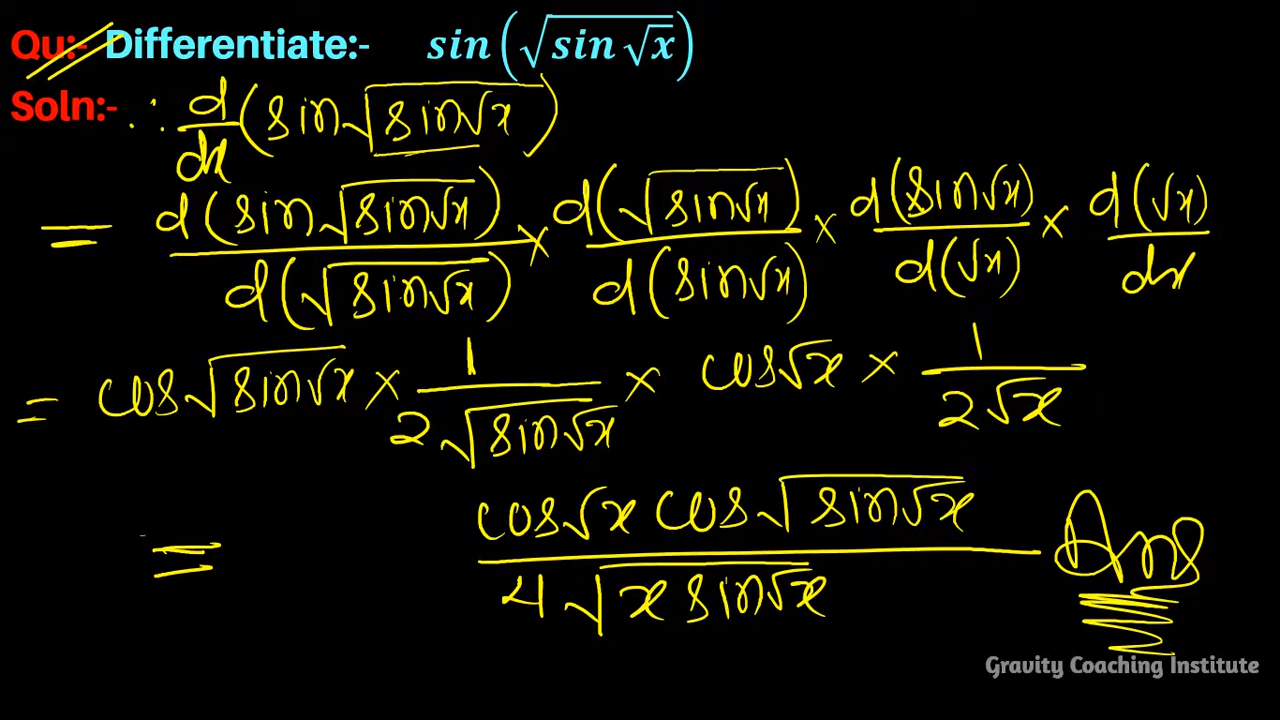 Qu:- Differentiate:- sin(√(sin √x))
Soln:- ∴ d/dx (sin√(sin√x))
= d(sin√(sin√x))/d(√(sin√x)) × d(√(sin√x))/d(sin√x) × d(sin√x)/d(√x) × d(√x)/dx
= cos√(sin√x) × 1/(2√(sin√x)) × cos√x × 1/(2√x)
= cos√x cos√(sin√x) / 4√(x sin√x) Ans
Gravity Coaching Institute